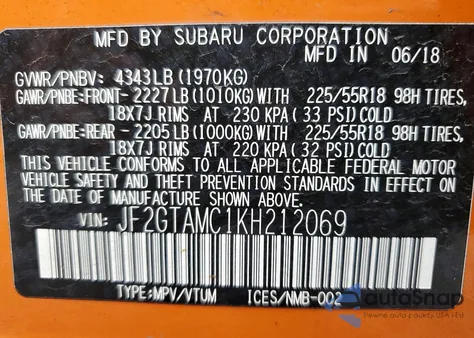 MFD BY SUBARU CORPORATION
MFD IN 06/18
GVWR/PNBV: 4343LB (1970KG)
GAWR/PNBE:FRONT-2227LB (1010KG)WITH 225/55R18 98H TIRES,
18X7J RIMS AT 230 KPA (33 PSI)COLD
GAWR/PNBE:REAR -2205LB (1000KG)WITH 225/55R18 98H TIRES,
18X7J RIMS AT 220 KPA (32 PSI)COLD
THIS VEHICLE CONFORMS TO ALL APPLICABLE FEDERAL MOTOR
VEHICLE SAFETY AND THEFT PREVENTION STANDARDS IN EFFECT ON
THE DATE OF MANUFACTURE SHOWN ABOVE.
VIN: JF2GTAMC1KH212069
TYPE:MPV/VTUM ICES/NMB-002
autoSnap